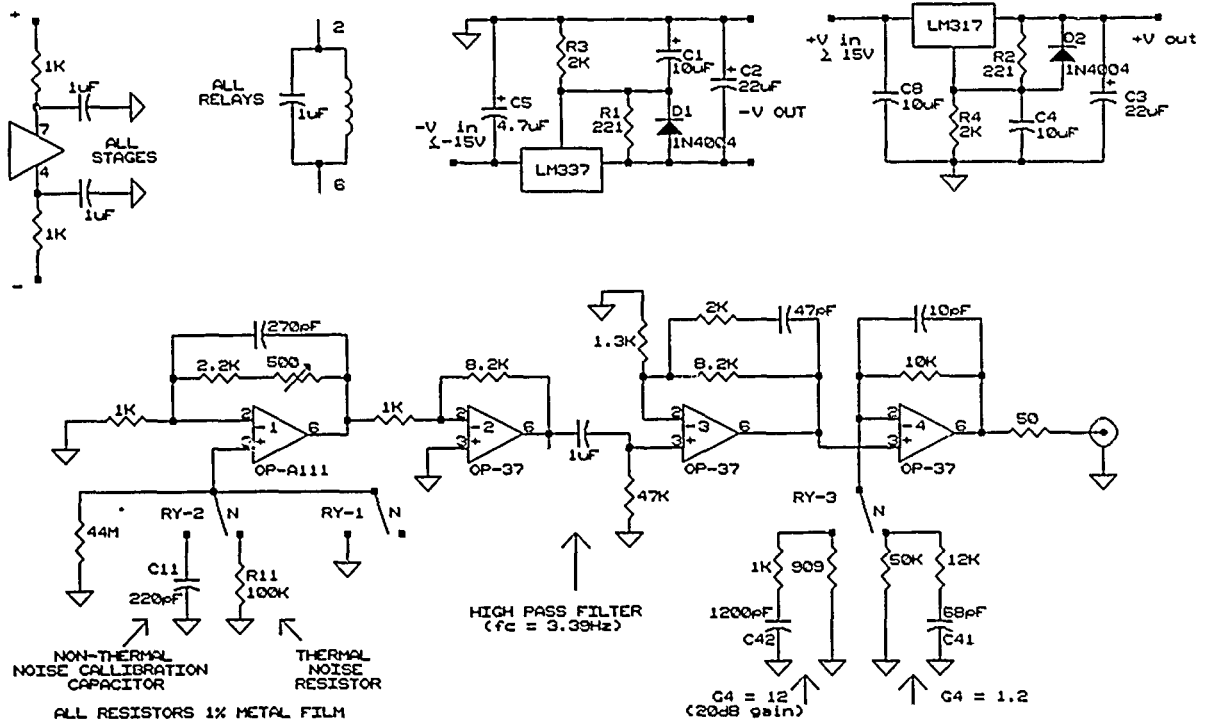 +
1K
1uF
7
4
ALL
STAGES
1uF
1K
-
2
ALL
RELAYS
1uF
6
R3
2K
C1
10uF
C2
22uF
C5
4.7uF
R1
221
D1
1N4004
-V in
≤-15V
-V OUT
LM337
+V in
≥ 15V
LM317
+V out
R2
221
D2
1N4004
C8
10uF
R4
2K
C4
10uF
C3
22uF
270pF
2.2K
500
1K
2
- 1
3
+
6
OP-A111
1K
8.2K
2
- 2
3
+
6
OP-37
1uF
47K
1.3K
2K
47pF
8.2K
2
- 3
3
+
6
OP-37
10pF
10K
2
- 4
3
+
6
OP-37
50
44M
RY-2
N
RY-1
N
C11
220pF
R11
100K
NON-THERMAL
NOISE CALLIBRATION
CAPACITOR
THERMAL
NOISE
RESISTOR
HIGH PASS FILTER
(fc = 3.39Hz)
RY-3
N
1K
909
50K
12K
1200pF
C42
68pF
C41
G4 = 12
(20dB gain)
G4 = 1.2
ALL RESISTORS 1% METAL FILM